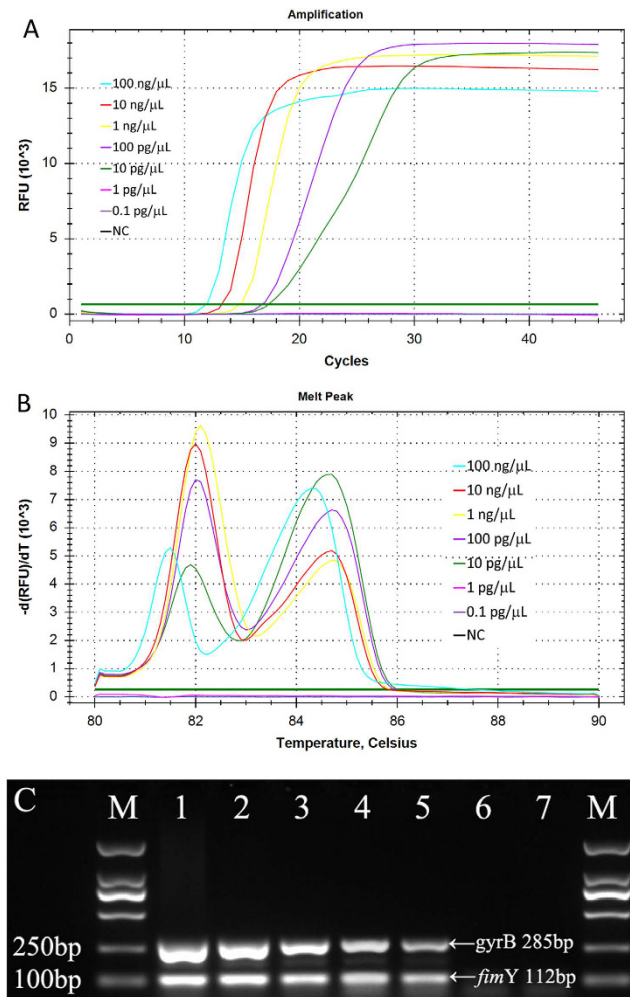 A
Amplification
RFU (10^3)
15
10
5
0
100 ng/µL
10 ng/µL
1 ng/µL
100 pg/µL
10 pg/µL
1 pg/µL
0.1 pg/µL
NC
0 10 20 30 40
Cycles
B
Melt Peak
-d(RFU)/dT (10^3)
10
9
8
7
6
5
4
3
2
1
0
100 ng/µL
10 ng/µL
1 ng/µL
100 pg/µL
10 pg/µL
1 pg/µL
0.1 pg/µL
NC
80 82 84 86 88 90
Temperature, Celsius
C M 1 2 3 4 5 6 7 M
250bp ←gyrB 285bp
100bp ←fimY 112bp